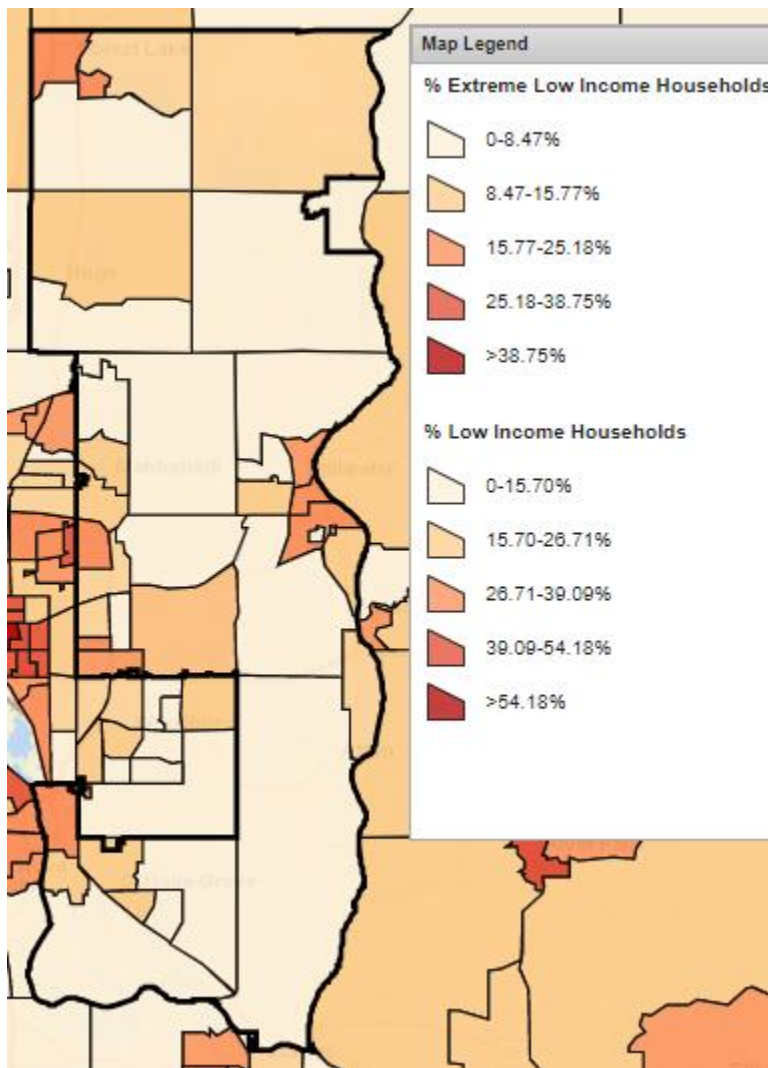 Forest Lake
Map Legend
% Extreme Low Income Households
0-8.47%
8.47-15.77%
15.77-25.18%
25.18-38.75%
>38.75%
% Low Income Households
0-15.70%
15.70-26.71%
26.71-39.09%
39.09-54.18%
>54.18%
Hugo
Mahtomedi
Stillwater
Afton
Cottage Grove